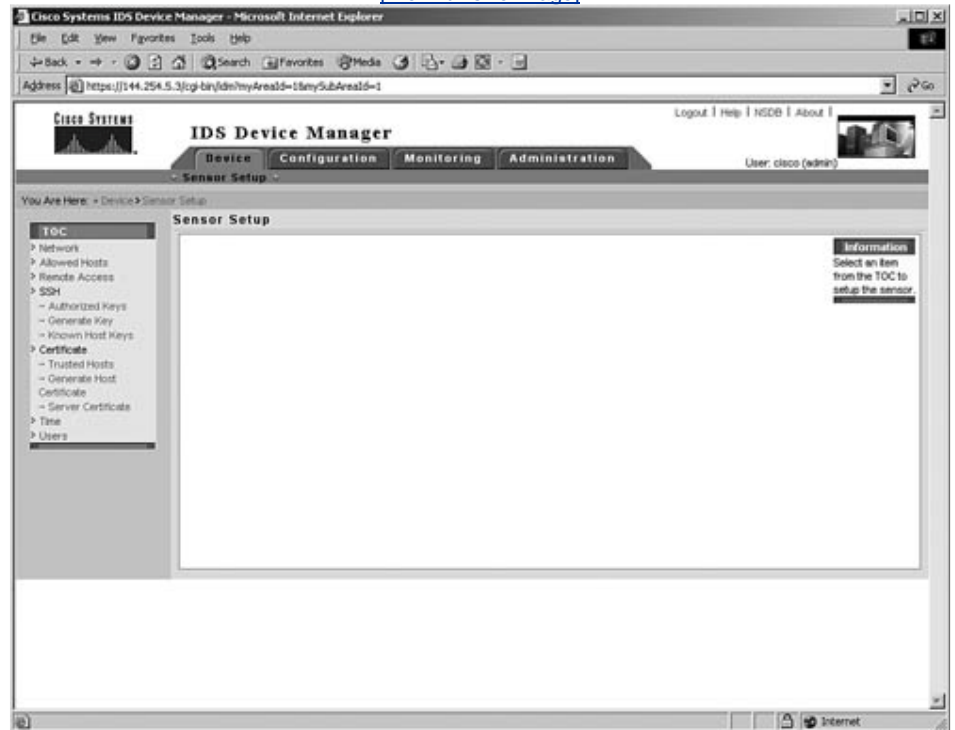 Cisco Systems IDS Device Manager - Microsoft Internet Explorer
File Edit View Favorites Tools Help
Back Search Favorites Media
Address https://144.254.5.3/cgi-bin/idm?myAreaId=1&mySubAreaId=1 Go
Cisco Systems
IDS Device Manager
Logout | Help | NSDB | About |
Device Configuration Monitoring Administration
User: cisco (admin)
Sensor Setup
You Are Here: • Device > Sensor Setup
Sensor Setup
TOC
Network
Allowed Hosts
Remote Access
SSH
– Authorized Keys
– Generate Key
– Known Host Keys
Certificate
– Trusted Hosts
– Generate Host
Certificate
– Server Certificate
Time
Users
Information
Select an item
from the TOC to
setup the sensor.
Internet